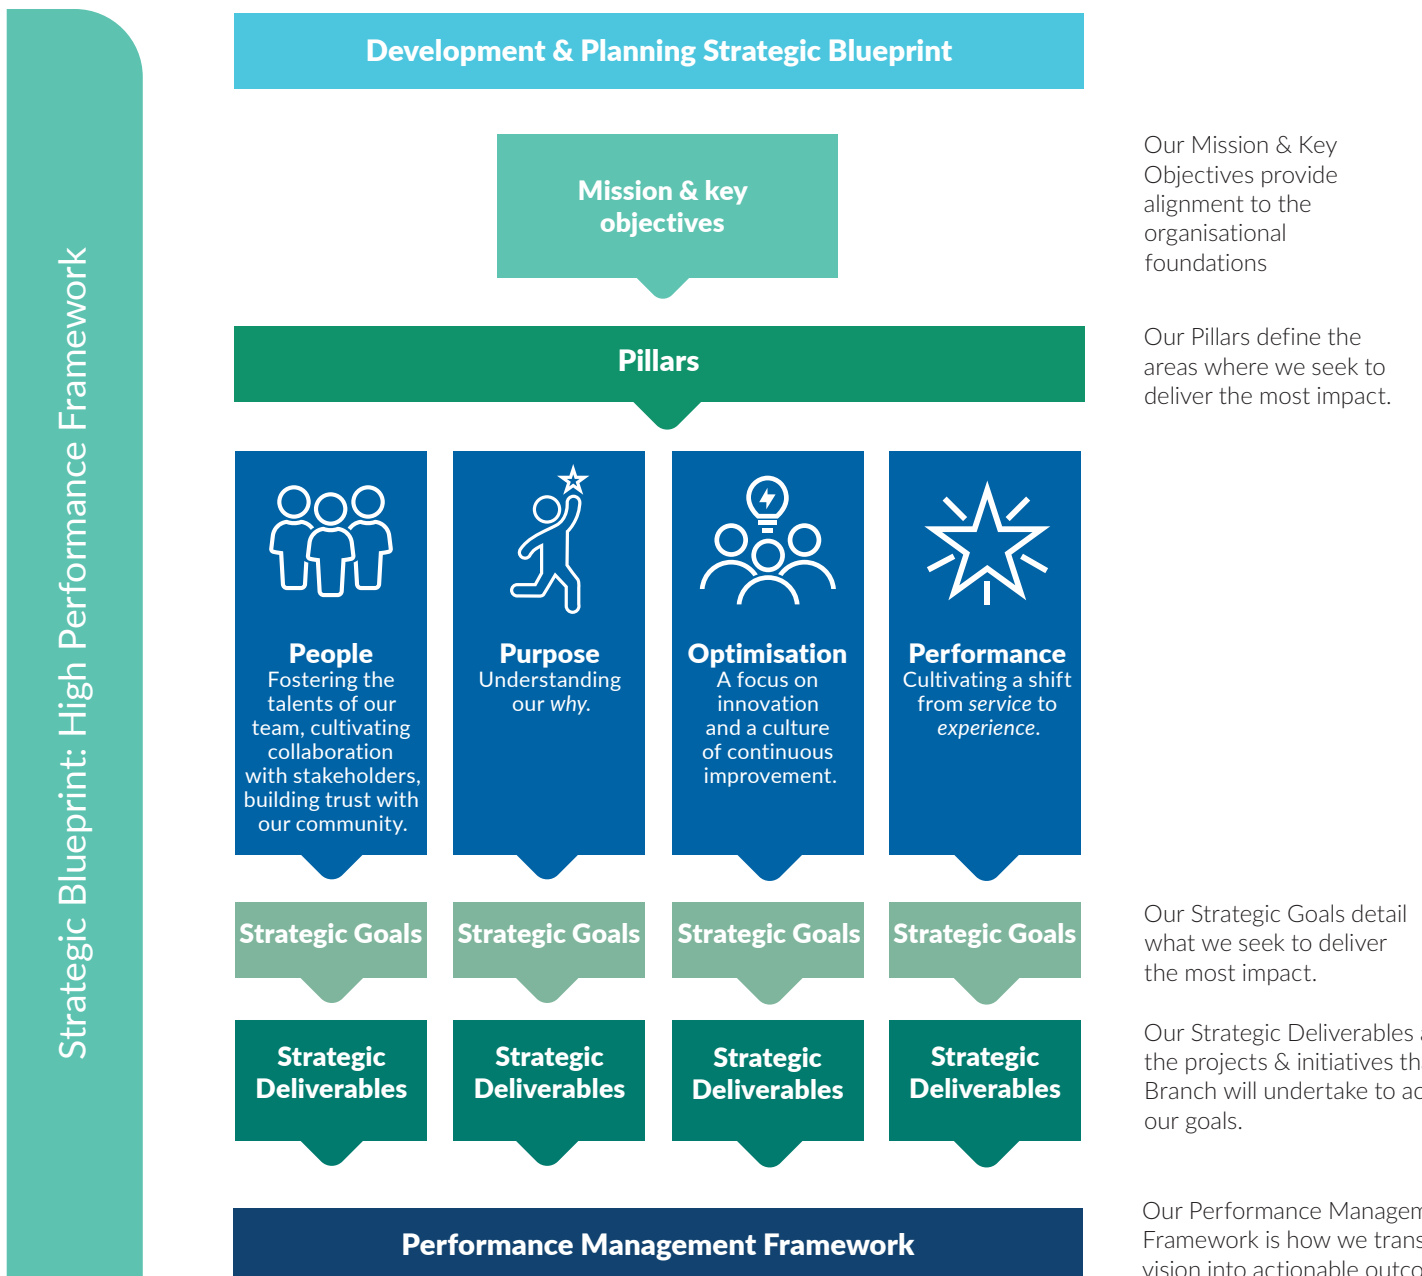 Strategic Blueprint: High Performance Framework
Development & Planning Strategic Blueprint
Mission & key
objectives
Our Mission & Key
Objectives provide
alignment to the
organisational
foundations
Pillars
Our Pillars define the
areas where we seek to
deliver the most impact.
People
Fostering the
talents of our
team, cultivating
collaboration
with stakeholders,
building trust with
our community.
Purpose
Understanding
our why.
Optimisation
A focus on
innovation
and a culture
of continuous
improvement.
Performance
Cultivating a shift
from service to
experience.
Strategic Goals
Strategic Goals
Strategic Goals
Strategic Goals
Our Strategic Goals detail
what we seek to deliver
the most impact.
Strategic
Deliverables
Strategic
Deliverables
Strategic
Deliverables
Strategic
Deliverables
Our Strategic Deliverables
the projects & initiatives
Branch will undertake to
our goals.
Performance Management Framework
Our Performance
Framework is how we
vision into actionable